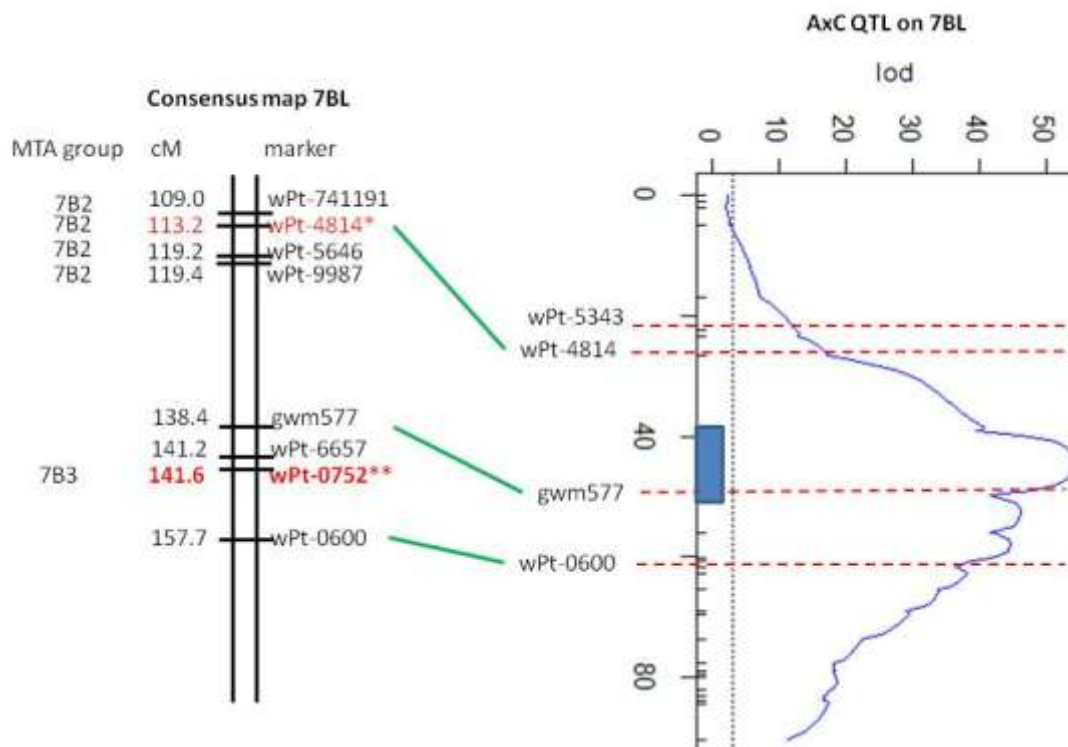 AxC QTL on 7BL
lod
0 10 20 30 40 50
Consensus map 7BL
MTA group cM marker
7B2 109.0 wPt-741191
7B2 113.2 wPt-4814*
7B2 119.2 wPt-5646
7B2 119.4 wPt-9987
138.4 gwm577
141.2 wPt-6657
7B3 141.6 wPt-0752**
157.7 wPt-0600
0
wPt-5343
wPt-4814
40
gwm577
wPt-0600
80